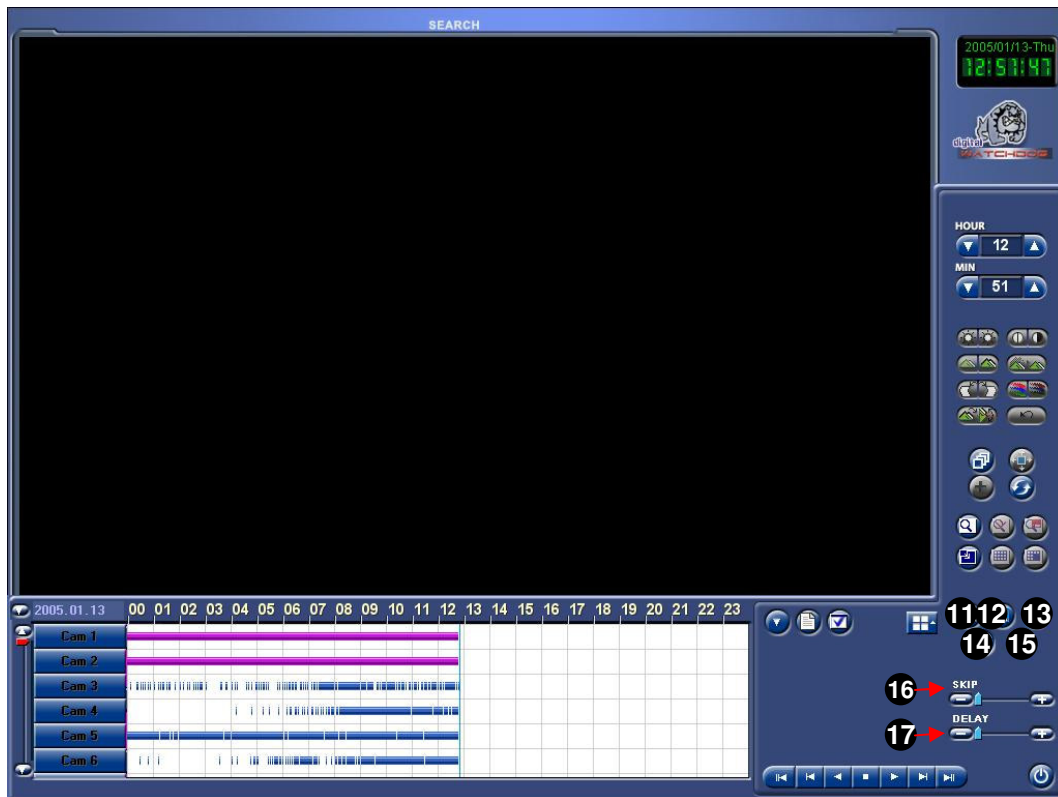 SEARCH
2005/01/13-Thu
12:51:47
digital
WATCHDOG
HOUR
12
MIN
51
2005.01.13 00 01 02 03 04 05 06 07 08 09 10 11 12 13 14 15 16 17 18 19 20 21 22 23
Cam 1
Cam 2
Cam 3
Cam 4
Cam 5
Cam 6
11 12 13
14 15
16 SKIP
17 DELAY